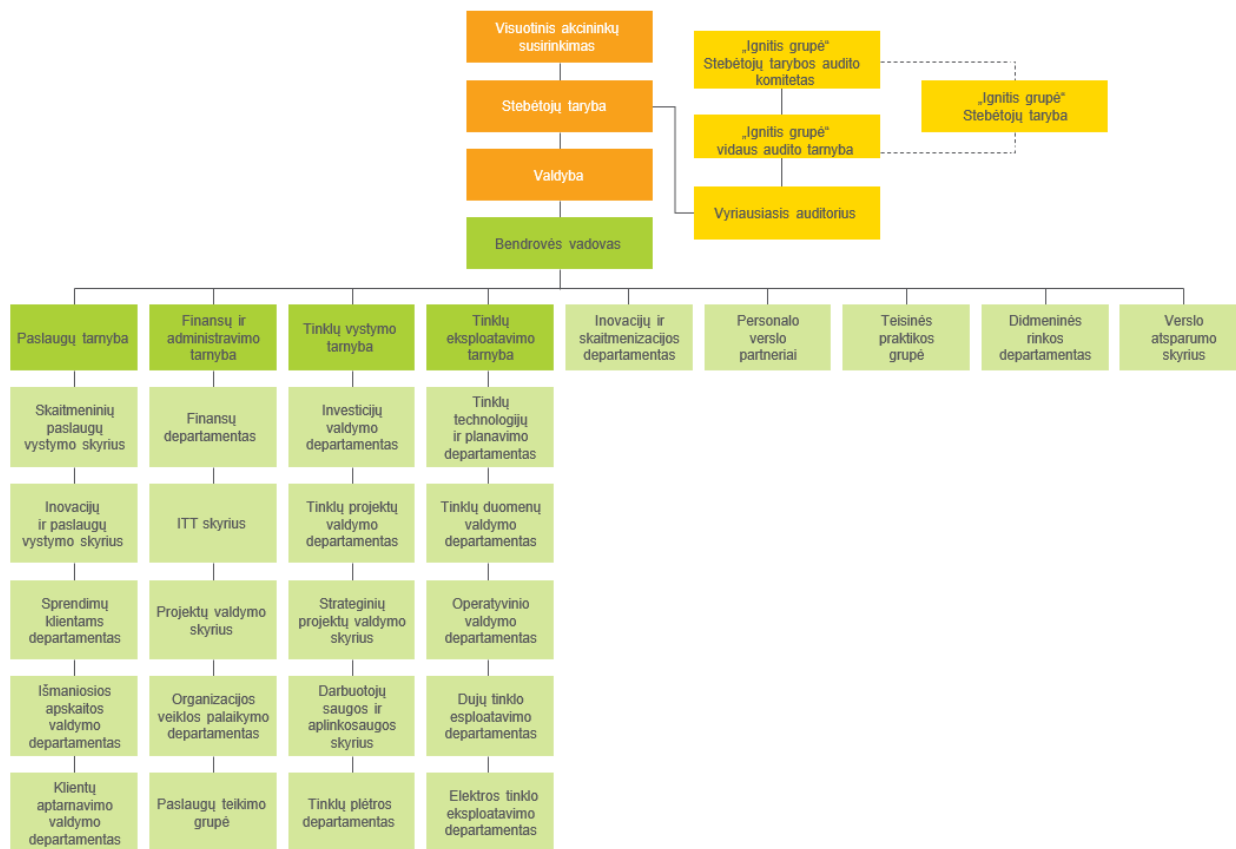 Visuotinis akcininkų
susirinkimas
Stebėtojų taryba
Valdyba
Bendrovės vadovas
„Ignitis grupė“
Stebėtojų tarybos audito
komitetas
„Ignitis grupė“
vidaus audito tarnyba
Vyriausiasis auditorius
„Ignitis grupė“
Stebėtojų taryba
Paslaugų tarnyba
Finansų ir
administravimo
tarnyba
Tinklų vystymo
tarnyba
Tinklų
eksploatavimo
tarnyba
Inovacijų ir
skaitmenizacijos
departamentas
Personalo
verslo
partneriai
Teisinės
praktikos
grupė
Didmeninės
rinkos
departamentas
Verslo
atsparumo
skyrius
Skaitmeninių
paslaugų
vystymo skyrius
Inovacijų
ir paslaugų
vystymo skyrius
Sprendimų
klientams
departamentas
Išmaniosios
apskaitos
valdymo
departamentas
Klientų
aptarnavimo
valdymo
departamentas
Finansų
departamentas
ITT skyrius
Projektų valdymo
skyrius
Organizacijos
veiklos palaikymo
departamentas
Paslaugų teikimo
grupė
Investicijų
valdymo
departamentas
Tinklų projektų
valdymo
departamentas
Strateginių
projektų valdymo
skyrius
Darbuotojų
saugos ir
aplinkosaugos
skyrius
Tinklų plėtros
departamentas
Tinklų
technologijų
ir planavimo
departamentas
Tinklų duomenų
valdymo
departamentas
Operatyvinio
valdymo
departamentas
Dujų tinklo
esploatavimo
departamentas
Elektros tinklo
eksploatavimo
departamentas